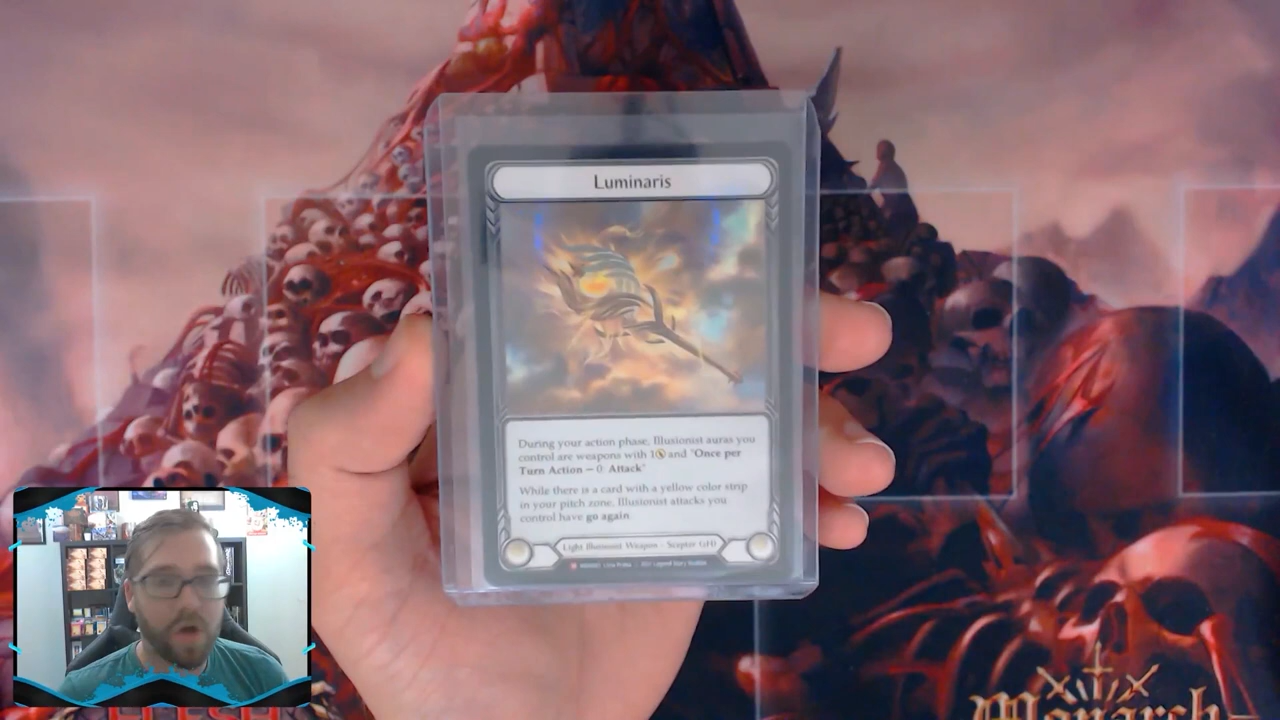 Luminaris
During your action phase, Illusionist auras you
control are weapons with 1 and "Once per
Turn Action – 0: Attack"
While there is a card with a yellow color strip
in your pitch zone, Illusionist attacks you
control have go again
Light Illusionist Weapon – Scepter (2H)
FLESH
Monarch